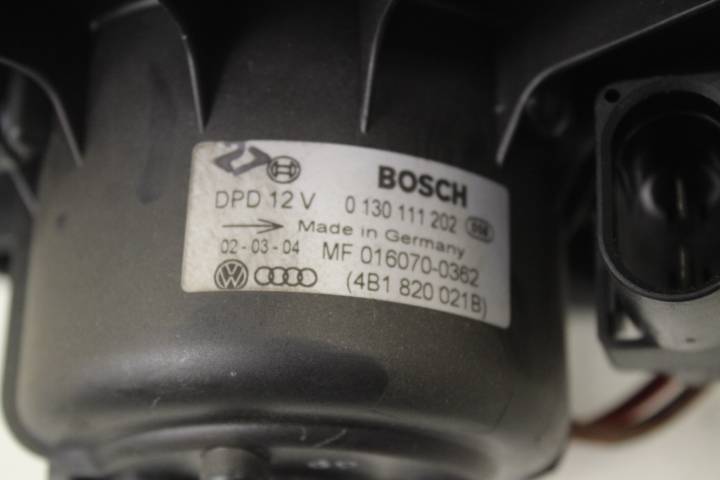 BOSCH
DPD 12 V 0 130 111 202
Made in Germany
02-03-04 MF 016070-0362
(4B1 820 021B)